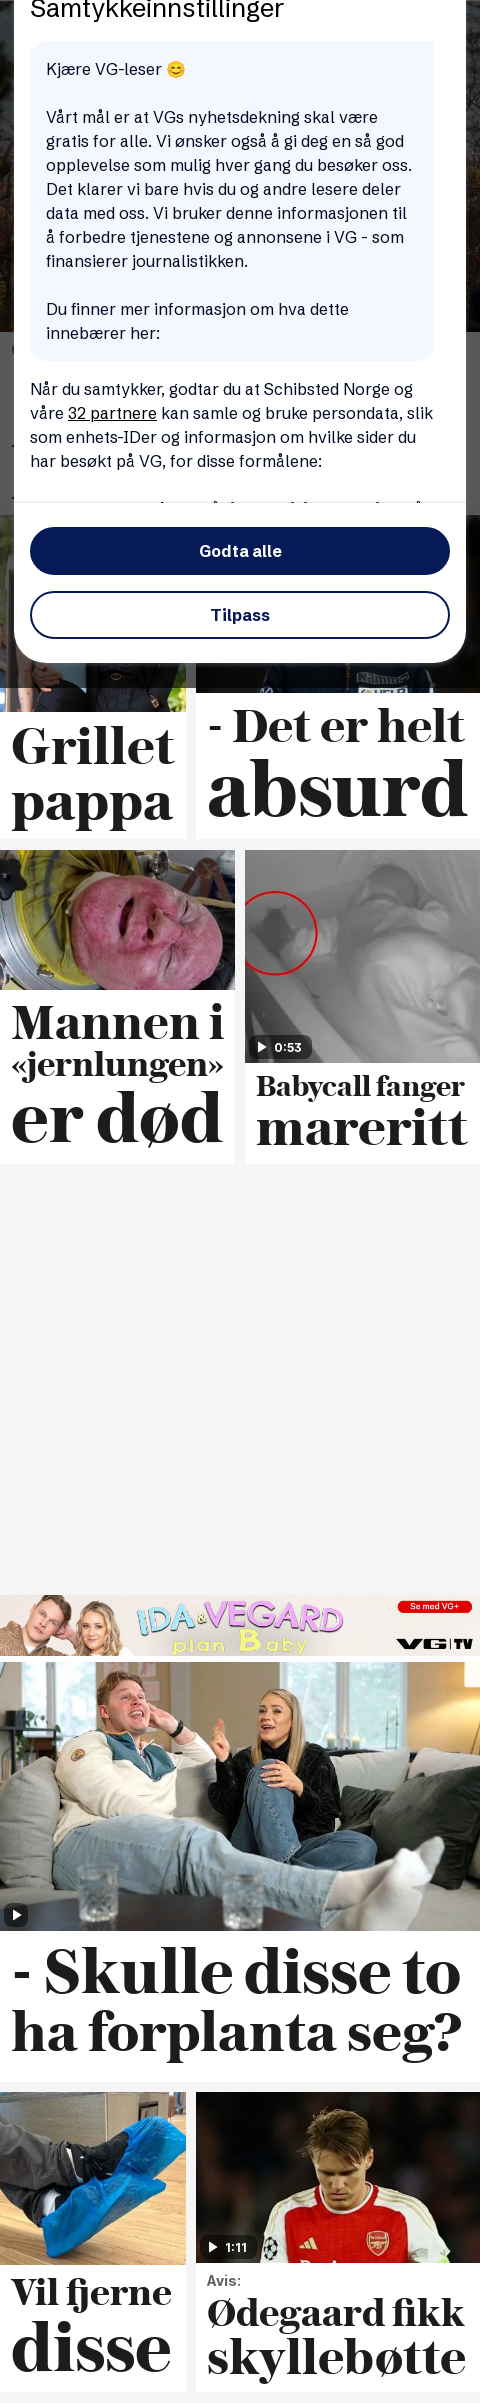 Samtykkeinnstillinger
Kjære VG-leser 😊
Vårt mål er at VGs nyhetsdekning skal være
gratis for alle. Vi ønsker også å gi deg en så god
opplevelse som mulig hver gang du besøker oss.
Det klarer vi bare hvis du og andre lesere deler
data med oss. Vi bruker denne informasjonen til
å forbedre tjenestene og annonsene i VG - som
finansierer journalistikken.
Du finner mer informasjon om hva dette
innebærer her:
Når du samtykker, godtar du at Schibsted Norge og
våre 32 partnere kan samle og bruke persondata, slik
som enhets-IDer og informasjon om hvilke sider du
har besøkt på VG, for disse formålene:
Godta alle
Tilpass
Grillet
pappa
- Det er helt
absurd
Mannen i
«jernlungen»
er død
0:53
Babycall fanger
mareritt
IDA & VEGARD
plan Baby
Se med VG+
VG|TV
- Skulle disse to
ha forplanta seg?
Vil fjerne
disse
1:11
Avis:
Ødegaard fikk
skyllebøtte